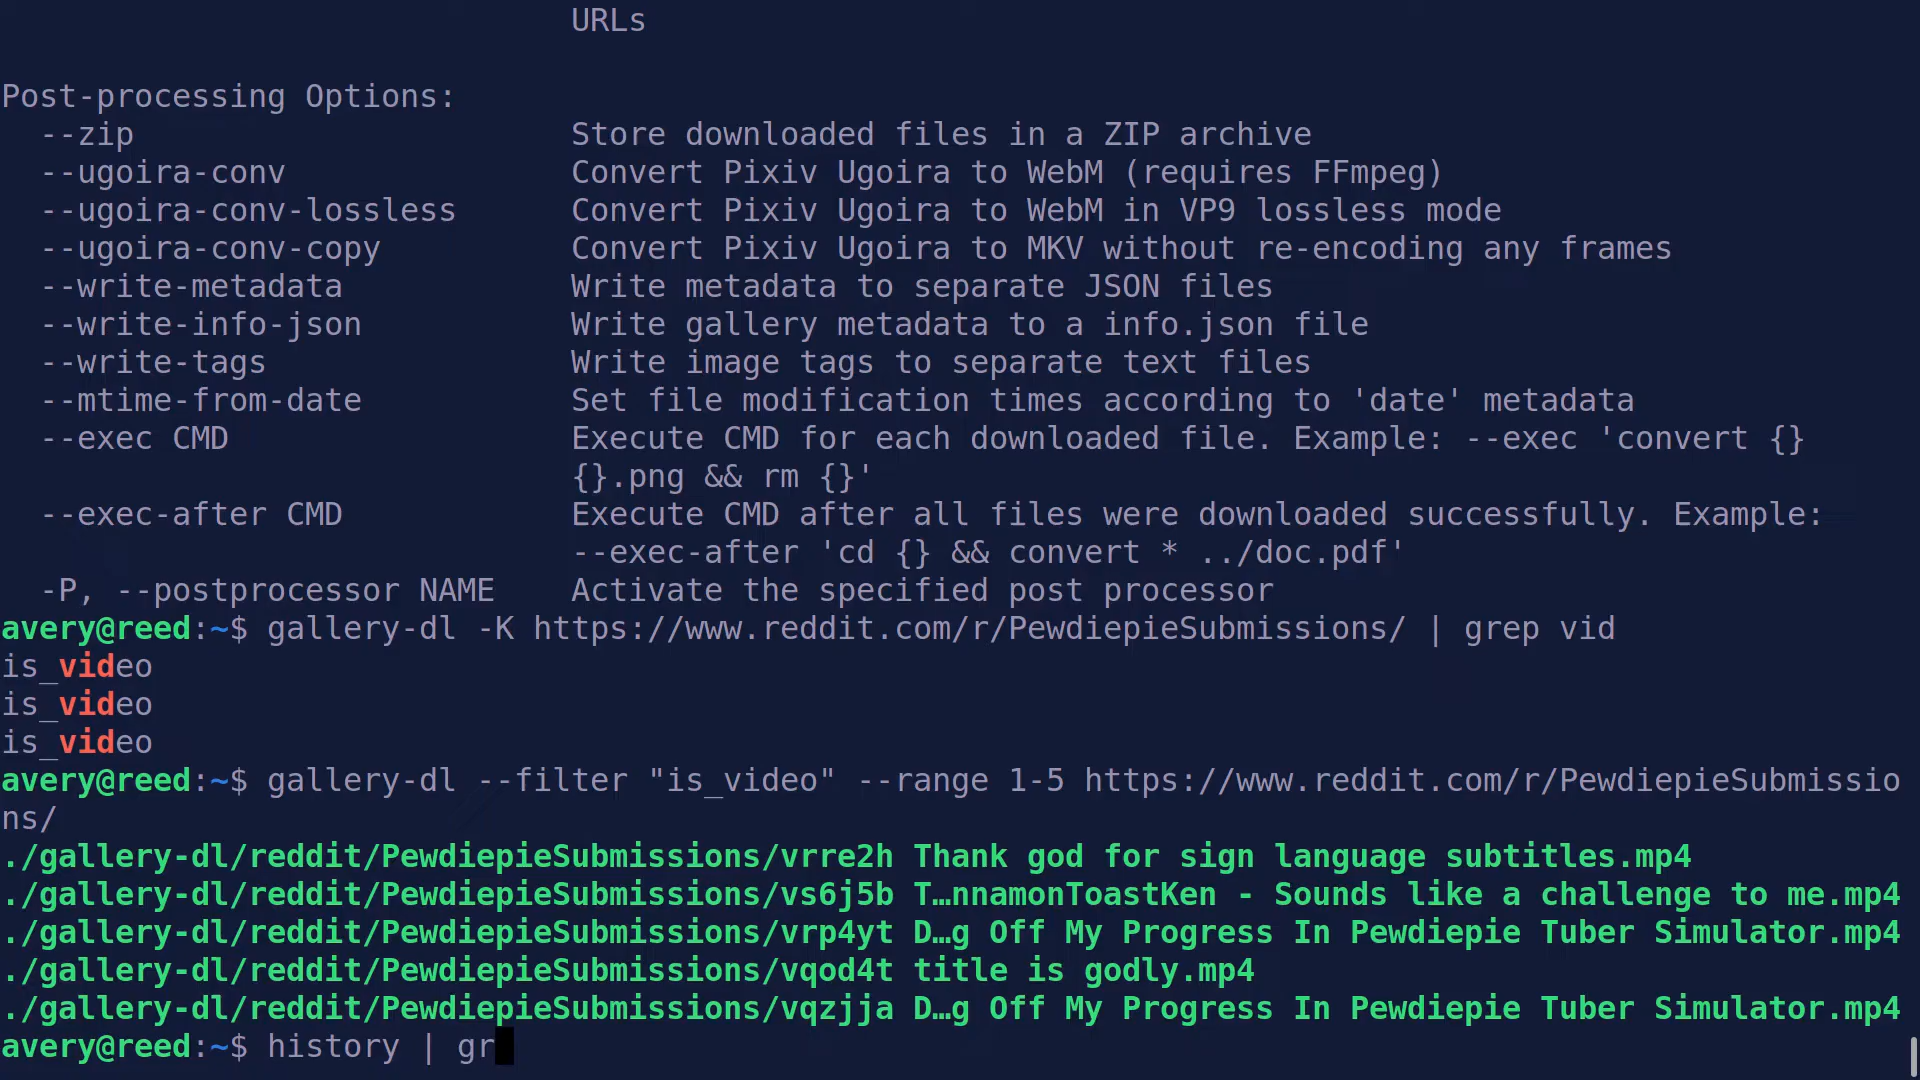 URLs
Post-processing Options:
--zip Store downloaded files in a ZIP archive
--ugoira-conv Convert Pixiv Ugoira to WebM (requires FFmpeg)
--ugoira-conv-lossless Convert Pixiv Ugoira to WebM in VP9 lossless mode
--ugoira-conv-copy Convert Pixiv Ugoira to MKV without re-encoding any frames
--write-metadata Write metadata to separate JSON files
--write-info-json Write gallery metadata to a info.json file
--write-tags Write image tags to separate text files
--mtime-from-date Set file modification times according to 'date' metadata
--exec CMD Execute CMD for each downloaded file. Example: --exec 'convert {}
{}.png && rm {}'
--exec-after CMD Execute CMD after all files were downloaded successfully. Example:
--exec-after 'cd {} && convert * ../doc.pdf'
-P, --postprocessor NAME Activate the specified post processor
avery@reed:~$ gallery-dl -K https://www.reddit.com/r/PewdiepieSubmissions/ | grep vid
is_video
is_video
is_video
avery@reed:~$ gallery-dl --filter "is_video" --range 1-5 https://www.reddit.com/r/PewdiepieSubmissio
ns/
./gallery-dl/reddit/PewdiepieSubmissions/vrre2h Thank god for sign language subtitles.mp4
./gallery-dl/reddit/PewdiepieSubmissions/vs6j5b T…nnamonToastKen - Sounds like a challenge to me.mp4
./gallery-dl/reddit/PewdiepieSubmissions/vrp4yt D…g Off My Progress In Pewdiepie Tuber Simulator.mp4
./gallery-dl/reddit/PewdiepieSubmissions/vqod4t title is godly.mp4
./gallery-dl/reddit/PewdiepieSubmissions/vqzjja D…g Off My Progress In Pewdiepie Tuber Simulator.mp4
avery@reed:~$ history | gr